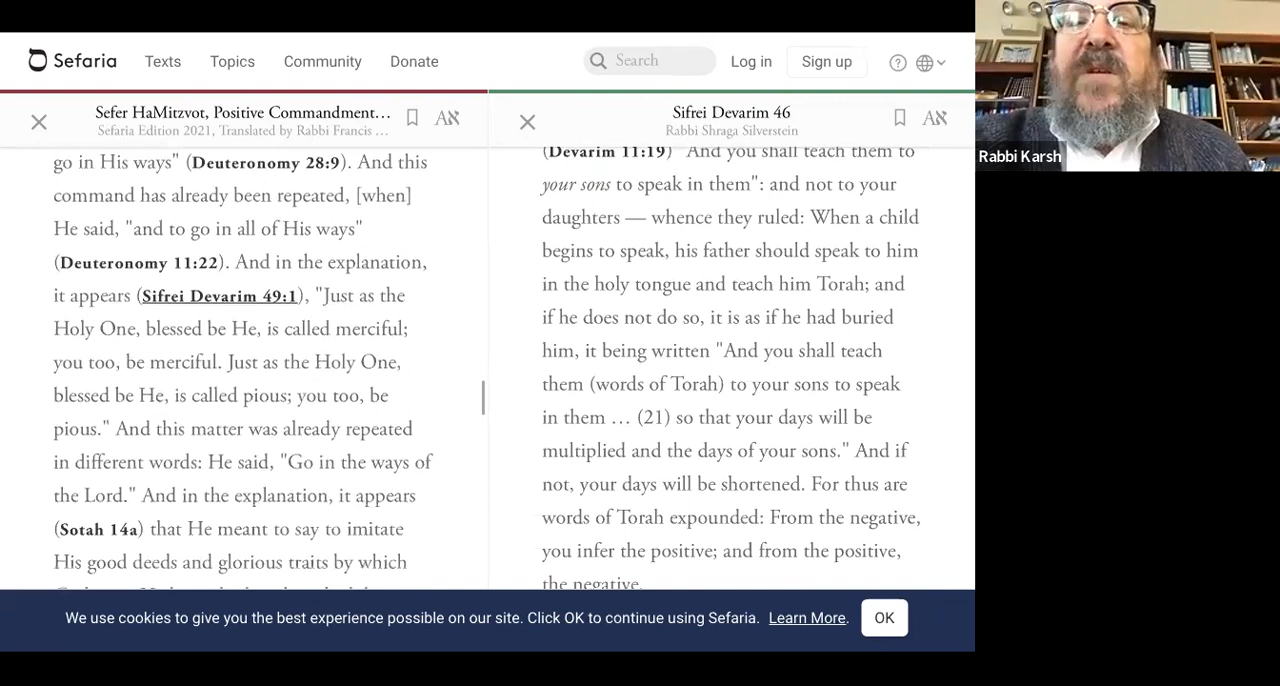 Sefaria
Texts
Topics
Community
Donate
Search
Log in
Sign up
Sefer HaMitzvot, Positive Commandment…
Sefaria Edition 2021, Translated by Rabbi Francis …
go in His ways" (Deuteronomy 28:9). And this
command has already been repeated, [when]
He said, "and to go in all of His ways"
(Deuteronomy 11:22). And in the explanation,
it appears (Sifrei Devarim 49:1), "Just as the
Holy One, blessed be He, is called merciful;
you too, be merciful. Just as the Holy One,
blessed be He, is called pious; you too, be
pious." And this matter was already repeated
in different words: He said, "Go in the ways of
the Lord." And in the explanation, it appears
(Sotah 14a) that He meant to say to imitate
His good deeds and glorious traits by which
Sifrei Devarim 46
Rabbi Shraga Silverstein
(Devarim 11:19) "And you shall teach them to
your sons to speak in them": and not to your
daughters — whence they ruled: When a child
begins to speak, his father should speak to him
in the holy tongue and teach him Torah; and
if he does not do so, it is as if he had buried
him, it being written "And you shall teach
them (words of Torah) to your sons to speak
in them … (21) so that your days will be
multiplied and the days of your sons." And if
not, your days will be shortened. For thus are
words of Torah expounded: From the negative,
you infer the positive; and from the positive,
the negative.
We use cookies to give you the best experience possible on our site. Click OK to continue using Sefaria. Learn More.
OK
Rabbi Karsh